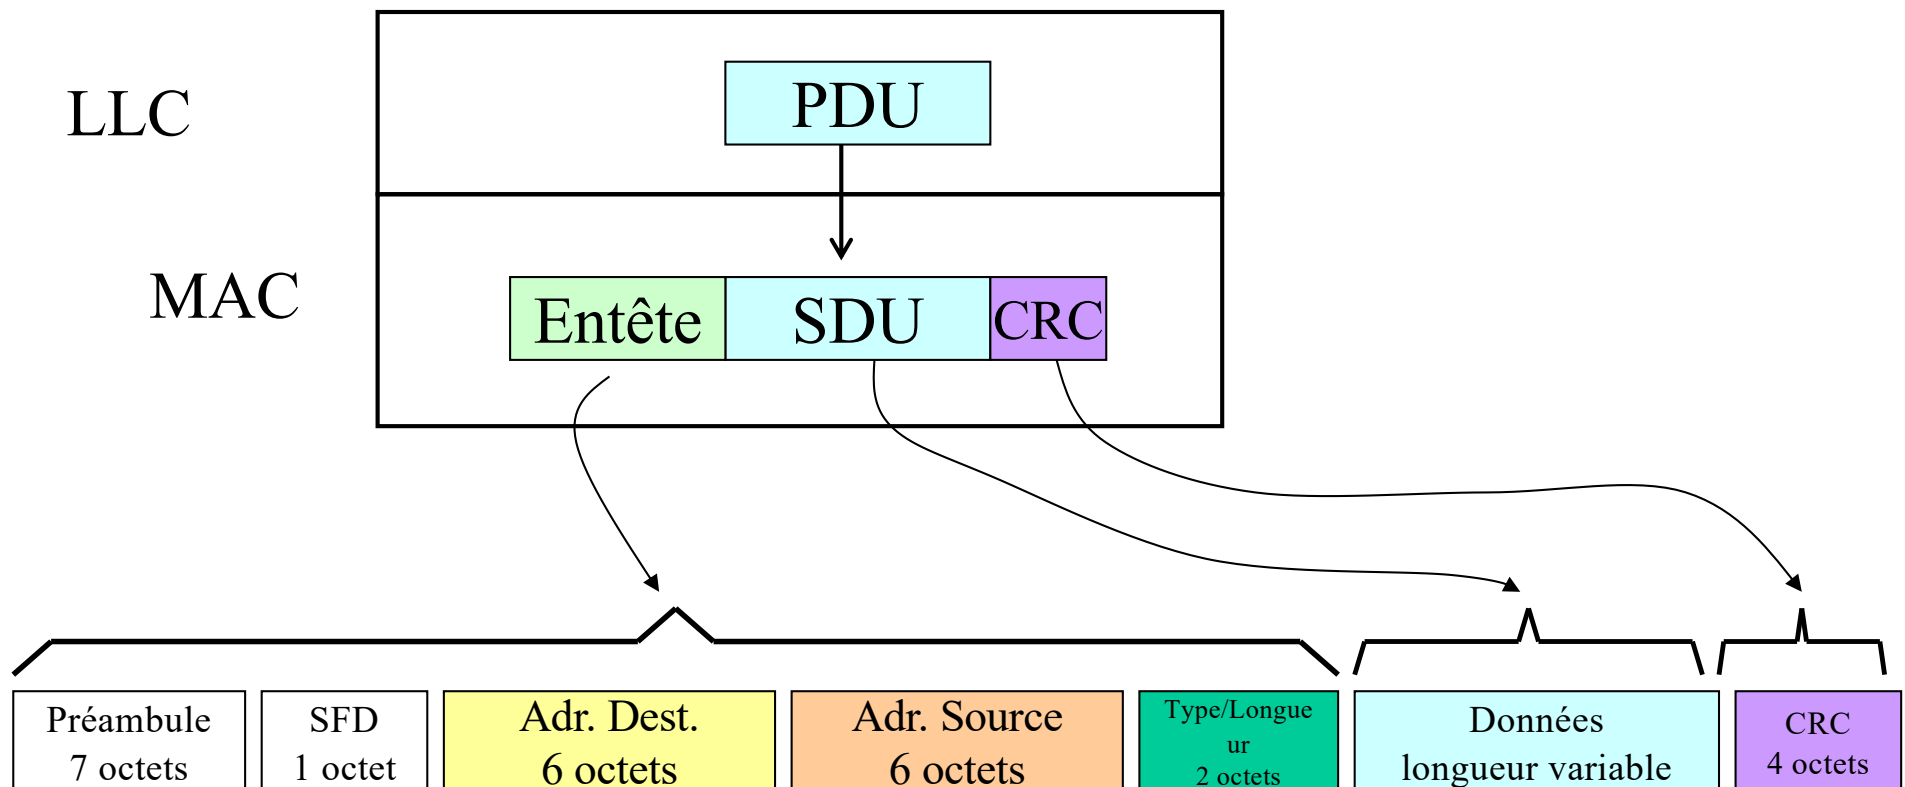 LLC
PDU
MAC
Entête
SDU
CRC
Préambule
7 octets
SFD
1 octet
Adr. Dest.
6 octets
Adr. Source
6 octets
Type/Longue
ur
2 octets
Données
longueur variable
CRC
4 octets